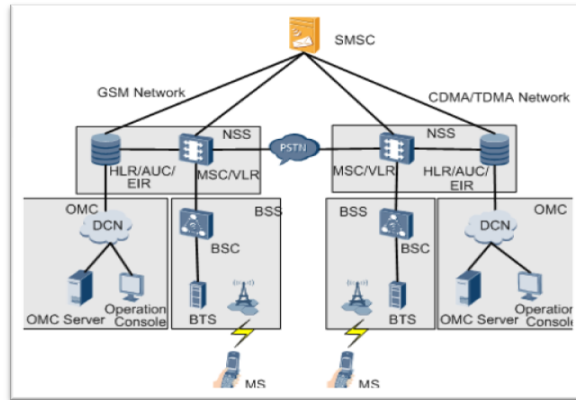 SMSC
GSM Network
CDMA/TDMA Network
NSS
NSS
PSTN
HLR/AUC/
EIR
MSC/VLR
MSC/VLR
HLR/AUC/
EIR
OMC
DCN
BSS
BSC
BSS
BSC
OMC
DCN
OMC Server
Operation
Console
BTS
BTS
OMC Server
Operation
Console
MS
MS